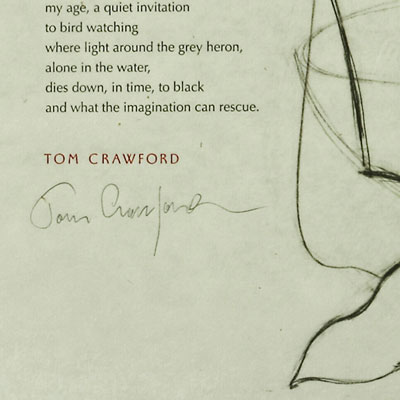 my age, a quiet invitation
to bird watching
where light around the grey heron,
alone in the water,
dies down, in time, to black
and what the imagination can rescue.
TOM CRAWFORD
Tom Crawford